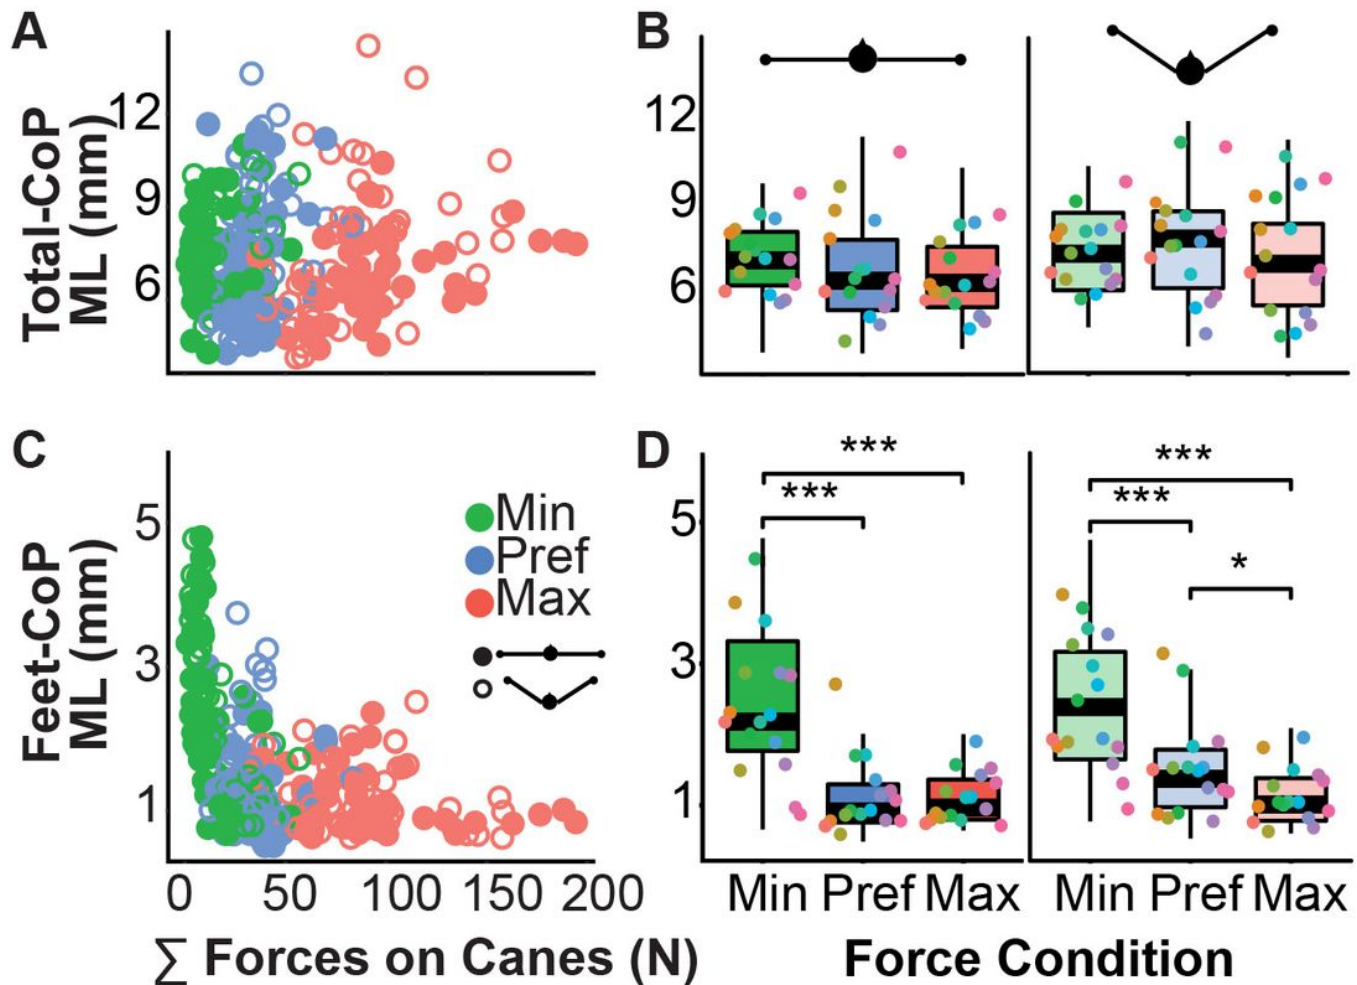 A
Total-CoP
ML (mm)
12
9
6
B
12
9
6
C
Feet-CoP
ML (mm)
5
3
1
Min
Pref
Max
0 50 100 150 200
∑ Forces on Canes (N)
D
5
3
1
***
***
***
***
*
Min Pref Max
Min Pref Max
Force Condition